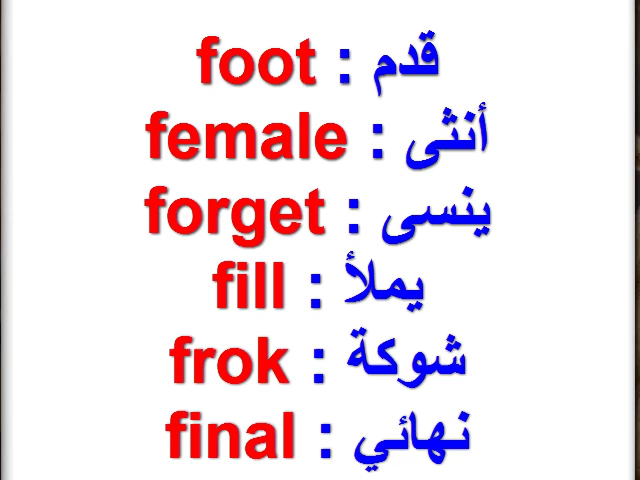 foot : قدم
female : أنثى
forget : ينسى
fill : يملأ
frok : شوكة
final : نهائي